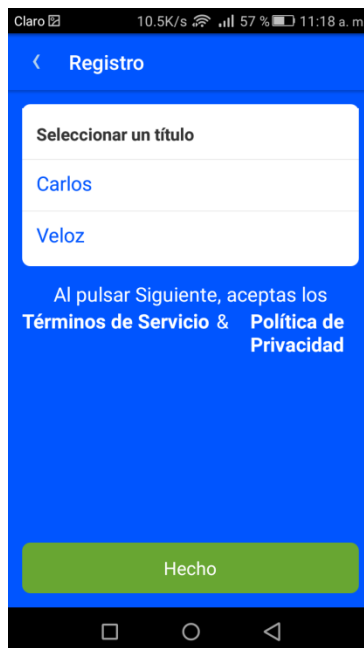 Claro 10.5K/s 57 % 11:18 a. m
Registro
Seleccionar un título
Carlos
Veloz
Al pulsar Siguiente, aceptas los
Términos de Servicio & Política de
Privacidad
Hecho